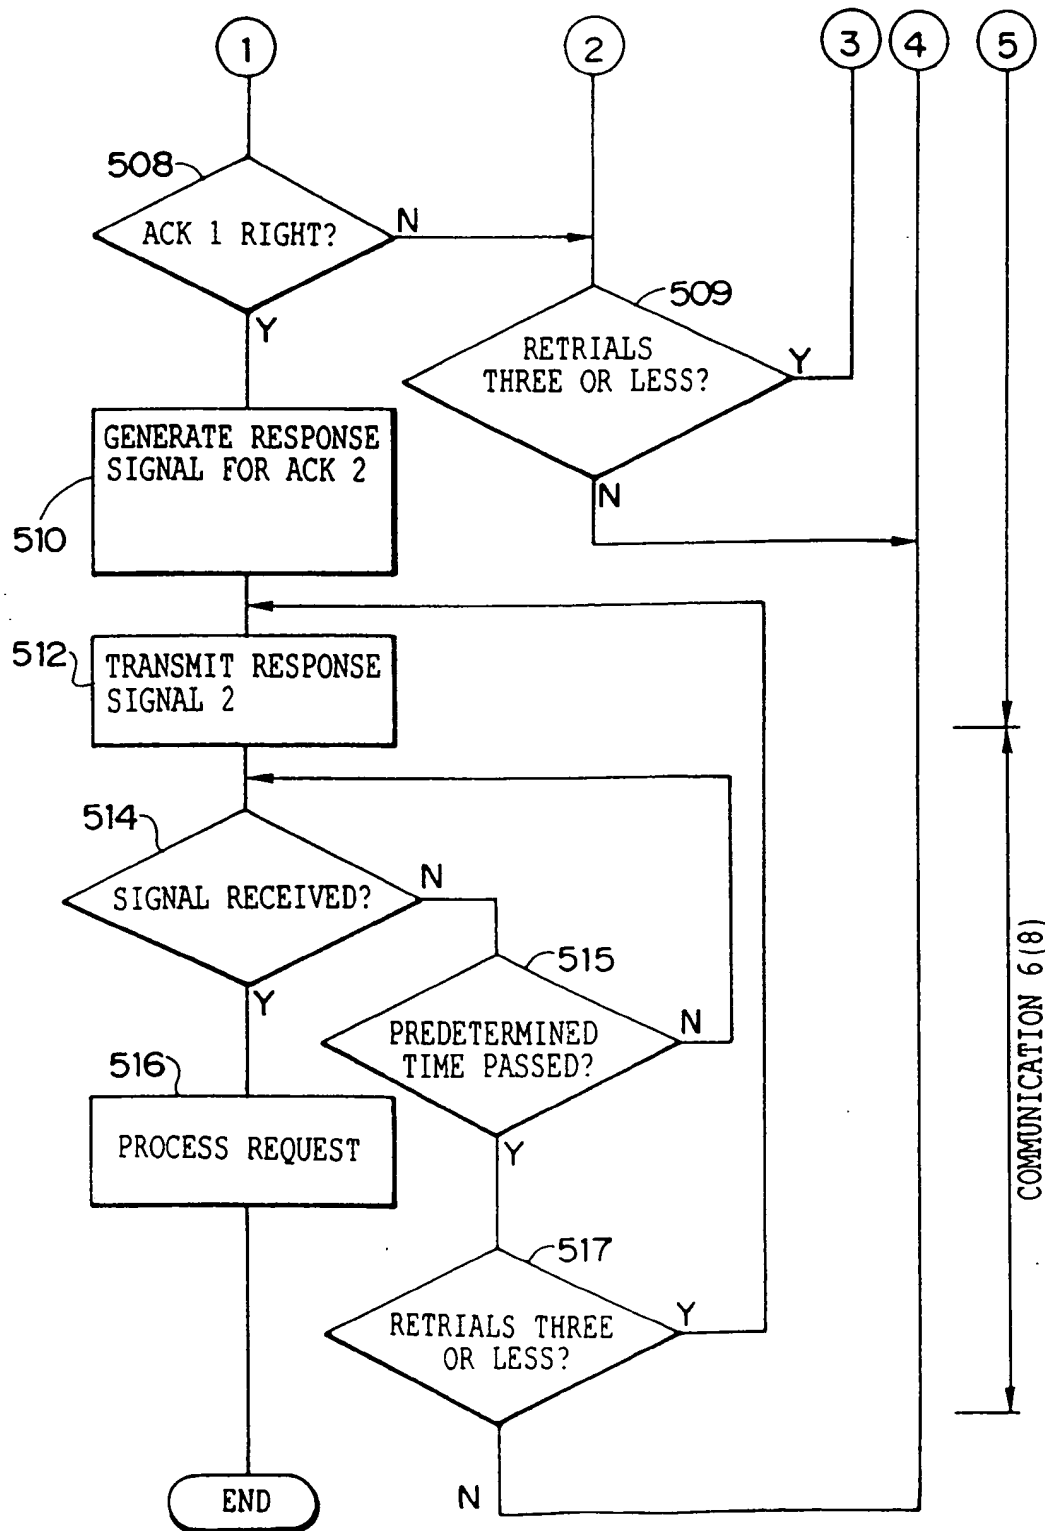 1
2
3
4
5
508
ACK 1 RIGHT?
N
Y
509
RETRIALS
THREE OR LESS?
Y
N
GENERATE RESPONSE
SIGNAL FOR ACK 2
510
512
TRANSMIT RESPONSE
SIGNAL 2
514
SIGNAL RECEIVED?
N
Y
515
PREDETERMINED
TIME PASSED?
N
Y
516
PROCESS REQUEST
517
RETRIALS THREE
OR LESS?
Y
N
END
COMMUNICATION 6(8)